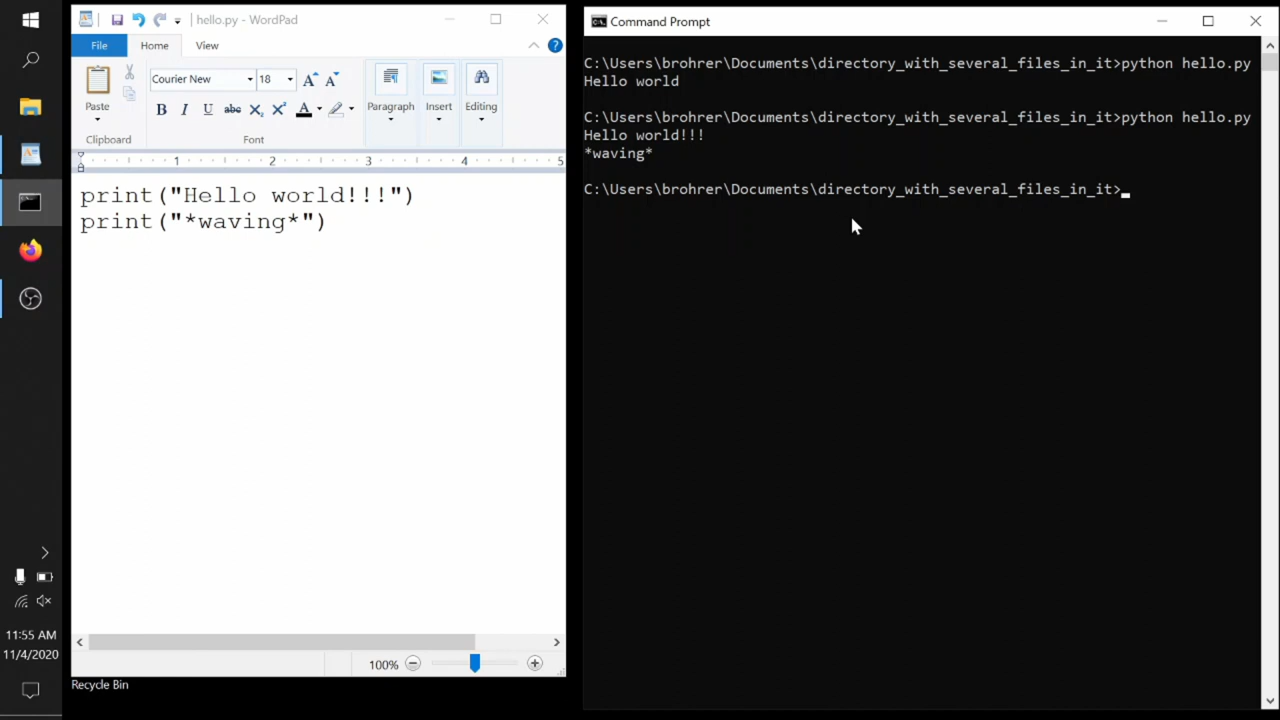 hello.py - WordPad
File
Home
View
Courier New
18
Paste
Paragraph
Insert
Editing
B
I
U
abc
X₂
X²
A
Clipboard
Font
1
2
3
4
5
print("Hello world!!!")
print("*waving*")
100%
Recycle Bin
11:55 AM
11/4/2020
Command Prompt
C:\Users\brohrer\Documents\directory_with_several_files_in_it>python hello.py
Hello world
C:\Users\brohrer\Documents\directory_with_several_files_in_it>python hello.py
Hello world!!!
*waving*
C:\Users\brohrer\Documents\directory_with_several_files_in_it>